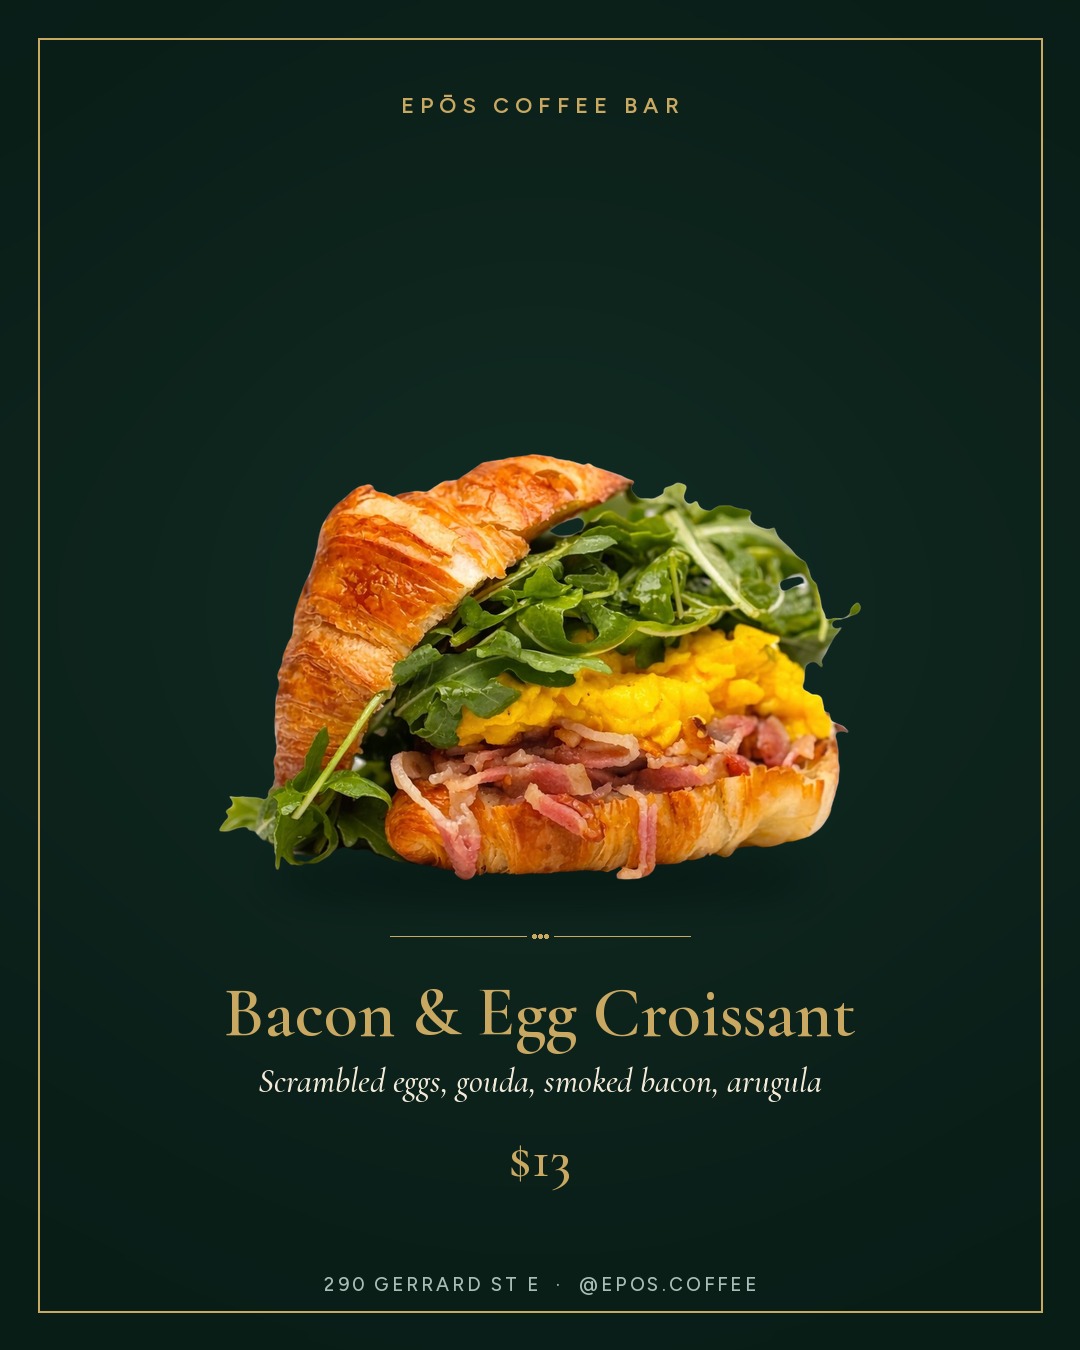 EPŌS COFFEE BAR
Bacon & Egg Croissant
Scrambled eggs, gouda, smoked bacon, arugula
$13
290 GERRARD ST E · @EPOS.COFFEE